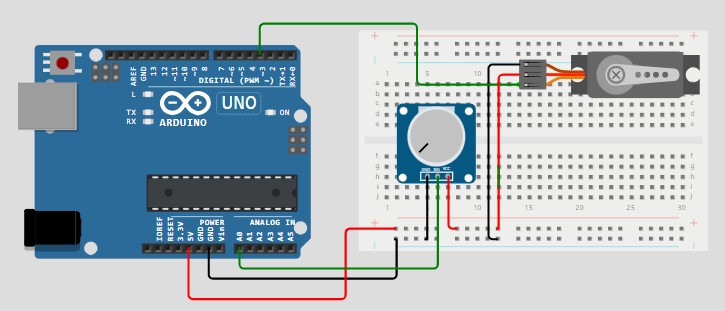 AREF
GND
13
12
~11
~10
~9
8
7
~6
~5
4
~3
2
TX→1
RX←0
DIGITAL (PWM ~)
L
TX
RX
UNO
ARDUINO
ON
IOREF
RESET
3.3V
5V
GND
GND
Vin
POWER
ANALOG IN
A0
A1
A2
A3
A4
A5
1 5 10
a
b
c
d
e
GND SIG VCC
f
g
h
i
j
1 15 20 25 30